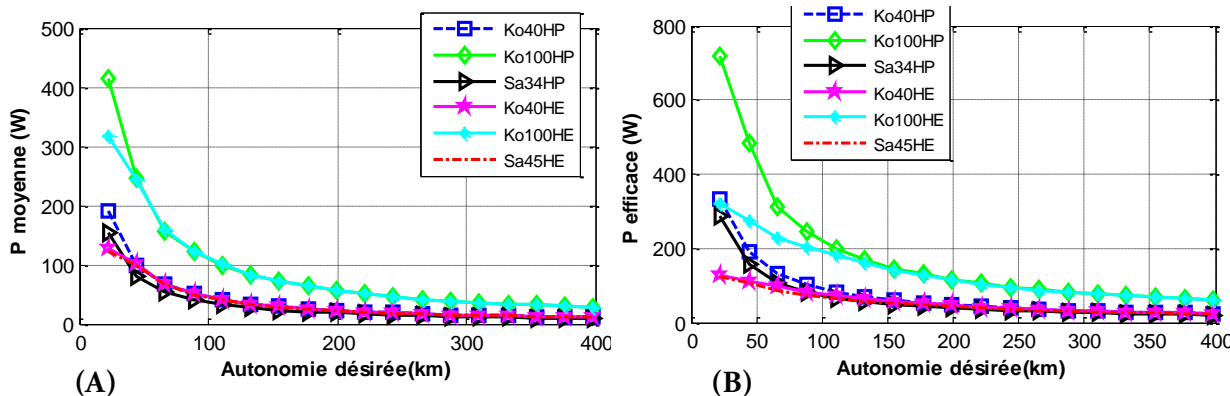 500
400
300
200
100
0
P moyenne (W)
0 100 200 300 400
Autonomie désirée(km)
(A)
Ko40HP
Ko100HP
Sa34HP
Ko40HE
Ko100HE
Sa45HE
800
600
400
200
0
P efficace (W)
0 50 100 150 200 250 300 350 400
Autonomie désirée(km)
(B)
Ko40HP
Ko100HP
Sa34HP
Ko40HE
Ko100HE
Sa45HE